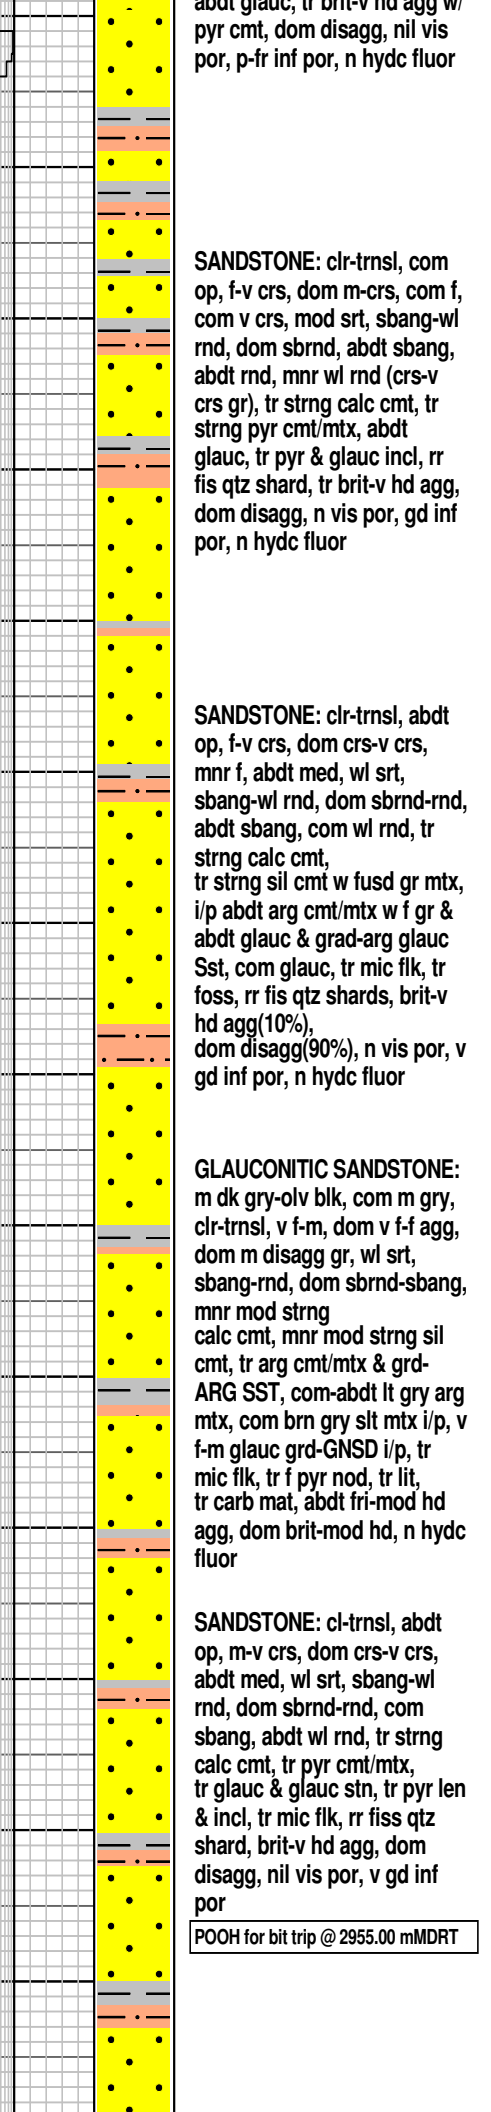 abdt glauc, tr brit-v hd agg w/
pyr cmt, dom disagg, nil vis
por, p-fr inf por, n hydc fluor
SANDSTONE: clr-trnsl, com
op, f-v crs, dom m-crs, com f,
com v crs, mod srt, sbang-wl
rnd, dom sbrnd, abdt sbang,
abdt rnd, mnr wl rnd (crs-v
crs gr), tr strng calc cmt, tr
strng pyr cmt/mtx, abdt
glauc, tr pyr & glauc incl, rr
fis qtz shard, tr brit-v hd agg,
dom disagg, n vis por, gd inf
por, n hydc fluor
SANDSTONE: clr-trnsl, abdt
op, f-v crs, dom crs-v crs,
mnr f, abdt med, wl srt,
sbang-wl rnd, dom sbrnd-rnd,
abdt sbang, com wl rnd, tr
strng calc cmt,
tr strng sil cmt w fusd gr mtx,
i/p abdt arg cmt/mtx w f gr &
abdt glauc & grad-arg glauc
Sst, com glauc, tr mic flk, tr
foss, rr fis qtz shards, brit-v
hd agg(10%),
dom disagg(90%), n vis por, v
gd inf por, n hydc fluor
GLAUCONITIC SANDSTONE:
m dk gry-olv blk, com m gry,
clr-trnsl, v f-m, dom v f-f agg,
dom m disagg gr, wl srt,
sbang-rnd, dom sbrnd-sbang,
mnr mod strng
calc cmt, mnr mod strng sil
cmt, tr arg cmt/mtx & grd-
ARG SST, com-abdt lt gry arg
mtx, com brn gry slt mtx i/p, v
f-m glauc grd-GNSD i/p, tr
mic flk, tr f pyr nod, tr lit,
tr carb mat, abdt fri-mod hd
agg, dom brit-mod hd, n hydc
fluor
SANDSTONE: cl-trnsl, abdt
op, m-v crs, dom crs-v crs,
abdt med, wl srt, sbang-wl
rnd, dom sbrnd-rnd, com
sbang, abdt wl rnd, tr strng
calc cmt, tr pyr cmt/mtx,
tr glauc & glauc stn, tr pyr len
& incl, tr mic flk, rr fiss qtz
shard, brit-v hd agg, dom
disagg, nil vis por, v gd inf
por
POOH for bit trip @ 2955.00 mMDRT